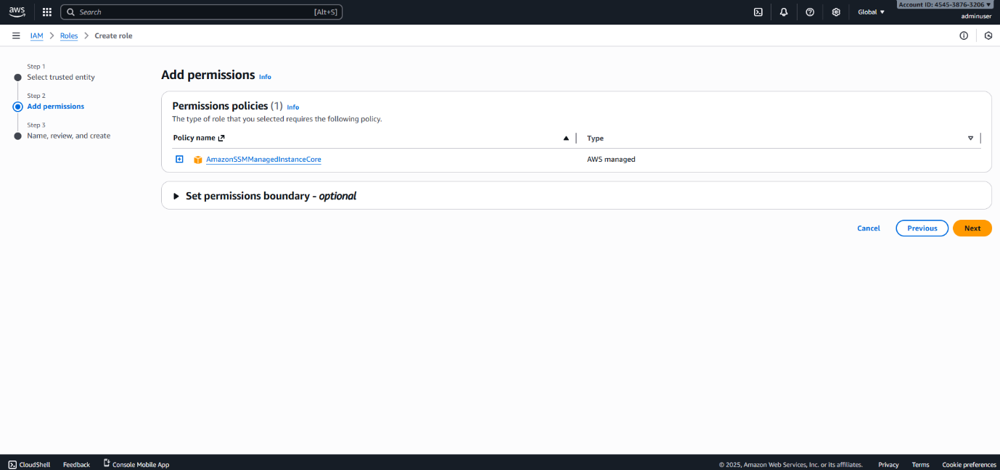 aws
Search [Alt+S]
Global ▼
Account ID: 4545-3876-3206 ▼
adminuser
IAM > Roles > Create role
Step 1
Select trusted entity
Step 2
Add permissions
Step 3
Name, review, and create
Add permissions Info
Permissions policies (1) Info
The type of role that you selected requires the following policy.
Policy name Type
AmazonSSMManagedInstanceCore AWS managed
Set permissions boundary - optional
Cancel Previous Next
CloudShell Feedback Console Mobile App © 2025, Amazon Web Services, Inc. or its affiliates. Privacy Terms Cookie preferences